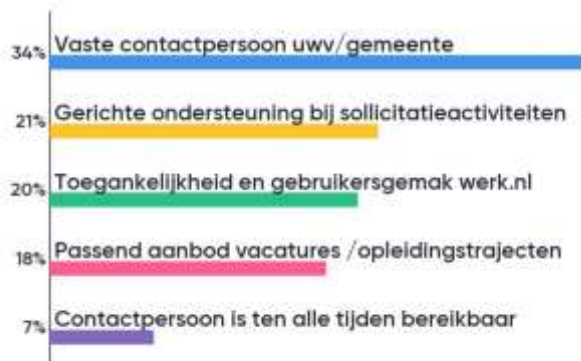 Vaste contactpersoon uwv/gemeente
34%
Gerichte ondersteuning bij sollicitatieactiviteiten
21%
Toegankelijkheid en gebruikersgemak werk.nl
20%
Passend aanbod vacatures /opleidingstrajecten
18%
Contactpersoon is ten alle tijden bereikbaar
7%